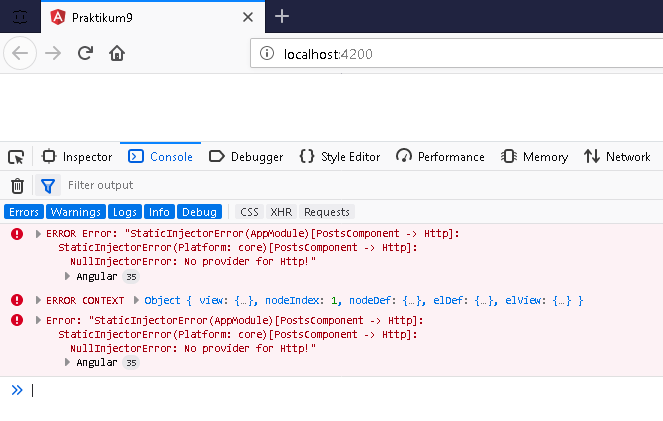 Praktikum9
localhost:4200
Inspector Console Debugger Style Editor Performance Memory Network
Filter output
Errors Warnings Logs Info Debug CSS XHR Requests
ERROR Error: "StaticInjectorError(AppModule)[PostsComponent -> Http]:
StaticInjectorError(Platform: core)[PostsComponent -> Http]:
NullInjectorError: No provider for Http!"
Angular 35
ERROR CONTEXT Object { view: {…}, nodeIndex: 1, nodeDef: {…}, elDef: {…}, elView: {…} }
Error: "StaticInjectorError(AppModule)[PostsComponent -> Http]:
StaticInjectorError(Platform: core)[PostsComponent -> Http]:
NullInjectorError: No provider for Http!"
Angular 35